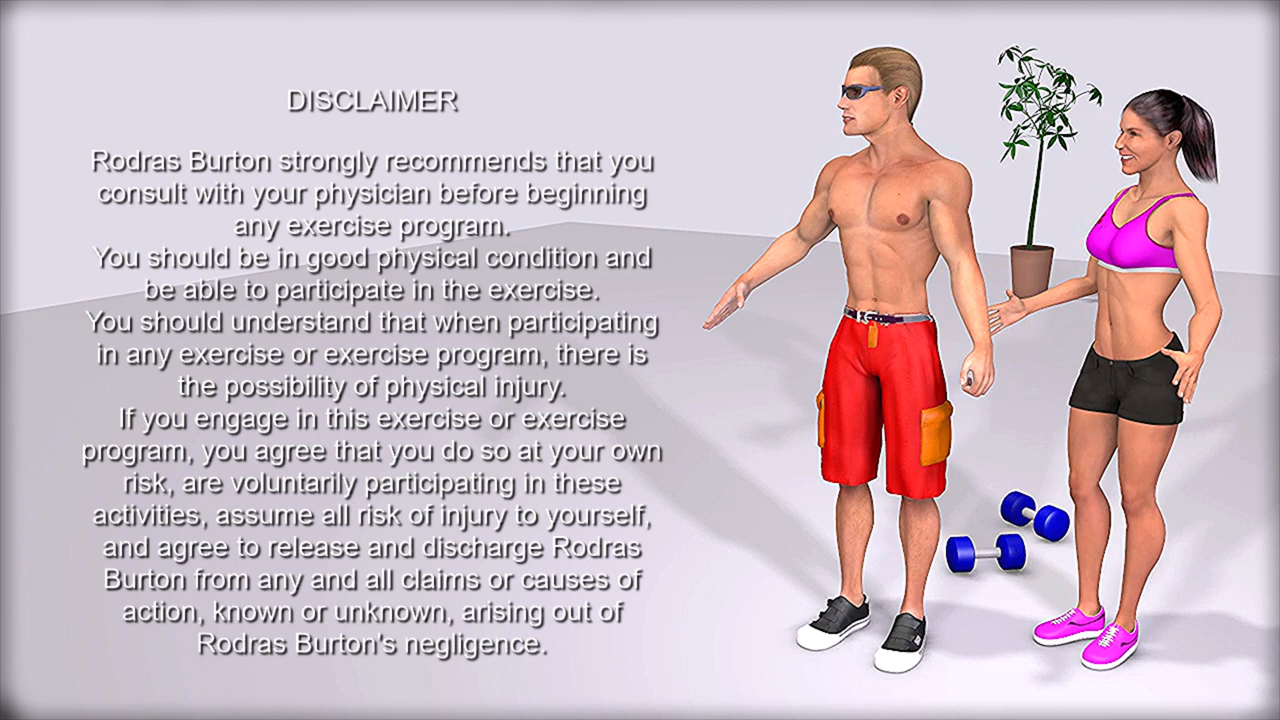 DISCLAIMER
Rodras Burton strongly recommends that you
consult with your physician before beginning
any exercise program.
You should be in good physical condition and
be able to participate in the exercise.
You should understand that when participating
in any exercise or exercise program, there is
the possibility of physical injury.
If you engage in this exercise or exercise
program, you agree that you do so at your own
risk, are voluntarily participating in these
activities, assume all risk of injury to yourself,
and agree to release and discharge Rodras
Burton from any and all claims or causes of
action, known or unknown, arising out of
Rodras Burton's negligence.